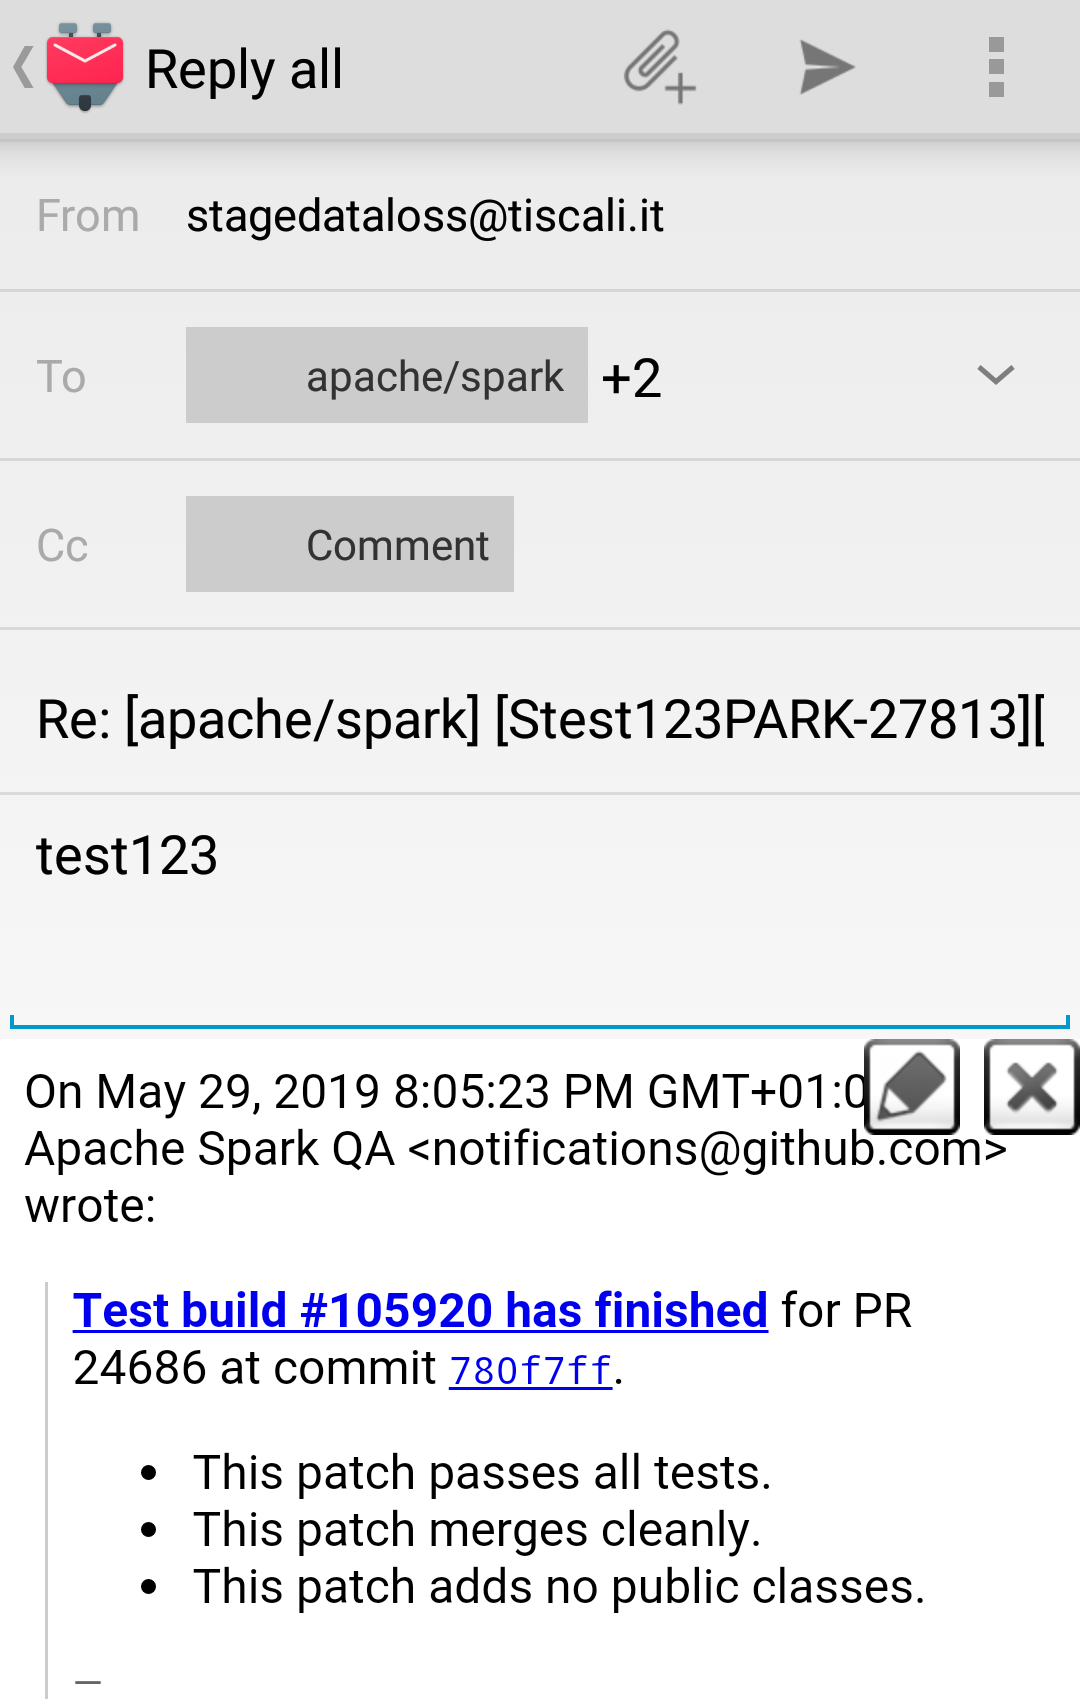 Reply all
From stagedataloss@tiscali.it
To apache/spark +2
Cc Comment
Re: [apache/spark] [Stest123PARK-27813][
test123
On May 29, 2019 8:05:23 PM GMT+01:0
Apache Spark QA <notifications@github.com>
wrote:
Test build #105920 has finished for PR
24686 at commit 780f7ff.
• This patch passes all tests.
• This patch merges cleanly.
• This patch adds no public classes.
—